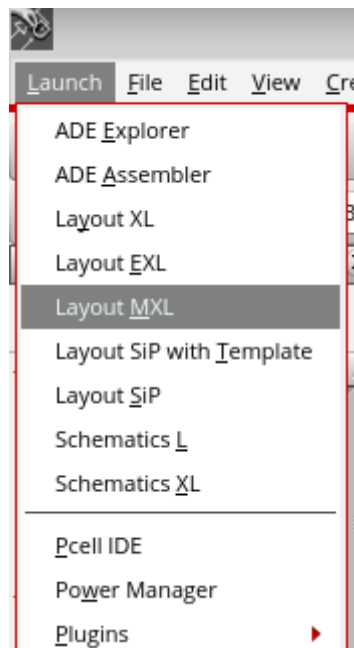 Launch File Edit View Cre
ADE Explorer
ADE Assembler
Layout XL
Layout EXL
Layout MXL
Layout SiP with Template
Layout SiP
Schematics L
Schematics XL
Pcell IDE
Power Manager
Plugins